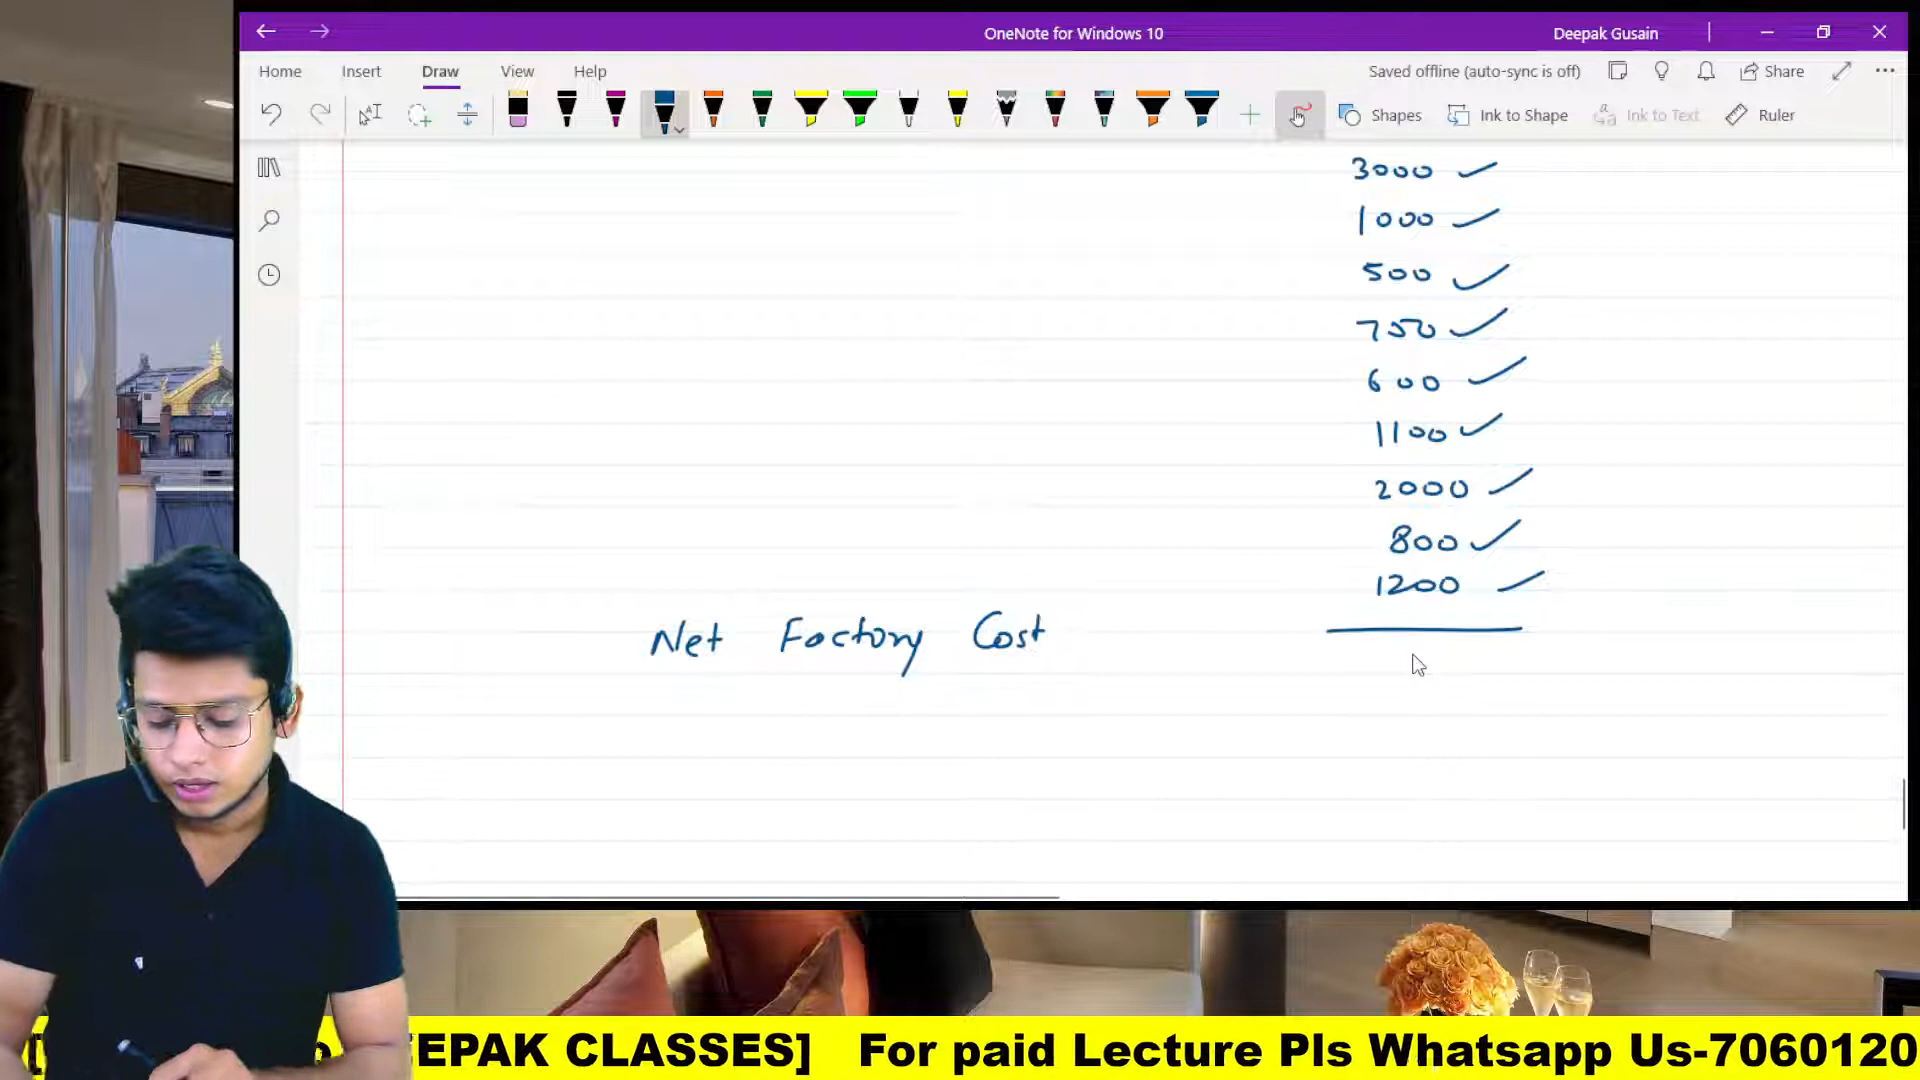 OneNote for Windows 10
Deepak Gusain
Home Insert Draw View Help
Saved offline (auto-sync is off)
Share
Shapes
Ink to Shape
Ink to Text
Ruler
3000
1000
500
750
600
1100
2000
800
1200
Net Factory Cost
EPAK CLASSES] For paid Lecture Pls Whatsapp Us-7060120